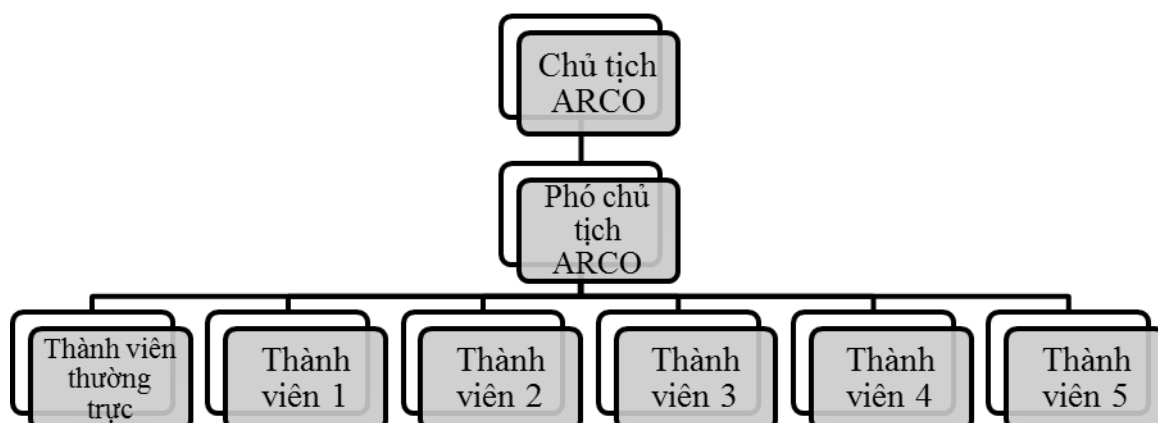 Chủ tịch
ARCO
Phó chủ
tịch
ARCO
Thành viên
thường
trực
Thành
viên 1
Thành
viên 2
Thành
viên 3
Thành
viên 4
Thành
viên 5